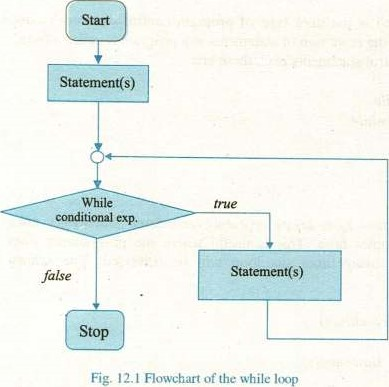 Start
Statement(s)
While
conditional exp.
true
Statement(s)
false
Stop
Fig. 12.1 Flowchart of the while loop